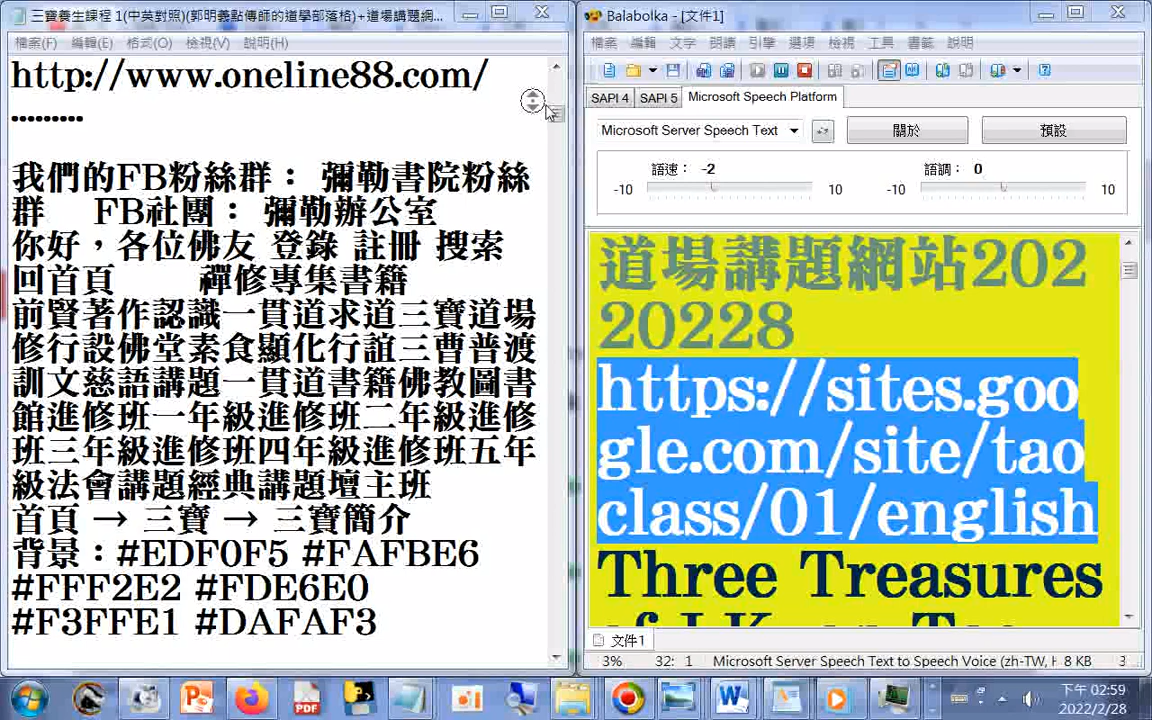 三寶養生課程 1(中英對照)(郭明義點傳師的道學部落格)+道場講題網...
檔案(F) 編輯(E) 格式(O) 檢視(V) 說明(H)
http://www.oneline88.com/
.........
我們的FB粉絲群： 彌勒書院粉絲
群 FB社團： 彌勒辦公室
你好，各位佛友 登錄 註冊 搜索
回首頁 禪修專集書籍
前賢著作認識一貫道求道三寶道場
修行設佛堂素食顯化行誼三曹普渡
訓文慈語講題一貫道書籍佛教圖書
館進修班一年級進修班二年級進修
班三年級進修班四年級進修班五年
級法會講題經典講題壇主班
首頁 → 三寶 → 三寶簡介
背景：#EDF0F5 #FAFBE6
#FFF2E2 #FDE6E0
#F3FFE1 #DAFAF3
Balabolka - [文件1]
檔案 編輯 文字 朗讀 引擎 選項 檢視 工具 書籤 說明
SAPI 4 SAPI 5 Microsoft Speech Platform
Microsoft Server Speech Text 關於 預設
語速： -2 語調： 0
-10 10 -10 10
道場講題網站202
20228
https://sites.goo
gle.com/site/tao
class/01/english
Three Treasures
文件1
3% 32: 1 Microsoft Server Speech Text to Speech Voice (zh-TW, H 8 KB 3
下午 02:59
2022/2/28